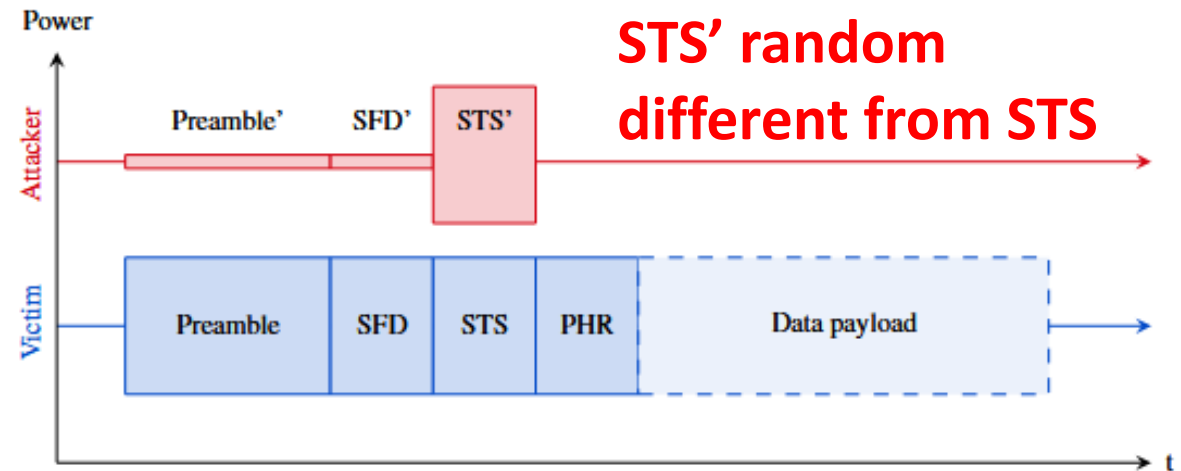 Power
STS’ random
different from STS
Attacker
Preamble’ SFD’ STS’
Victim
Preamble SFD STS PHR Data payload
t